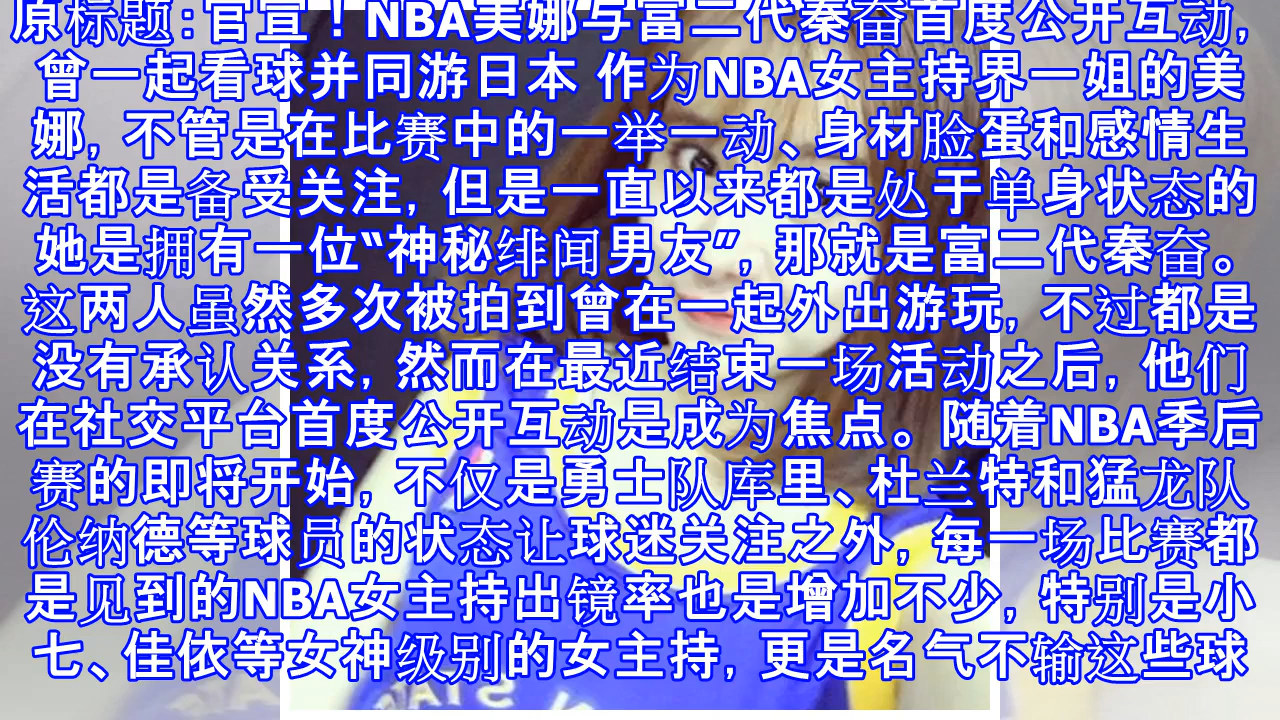 原标题:官宣!NBA美娜与富二代秦奋首度公开互动,
曾一起看球并同游日本 作为NBA女主持界一姐的美
娜, 不管是在比赛中的一举一动、身材脸蛋和感情生
活都是备受关注, 但是一直以来都是处于单身状态的
她是拥有一位“神秘绯闻男友”, 那就是富二代秦奋。
这两人虽然多次被拍到曾在一起外出游玩, 不过都是
没有承认关系, 然而在最近结束一场活动之后, 他们
在社交平台首度公开互动是成为焦点。随着NBA季后
赛的即将开始, 不仅是勇士队库里、杜兰特和猛龙队
伦纳德等球员的状态让球迷关注之外, 每一场比赛都
是见到的NBA女主持出镜率也是增加不少, 特别是小
七、佳依等女神级别的女主持, 更是名气不输这些球